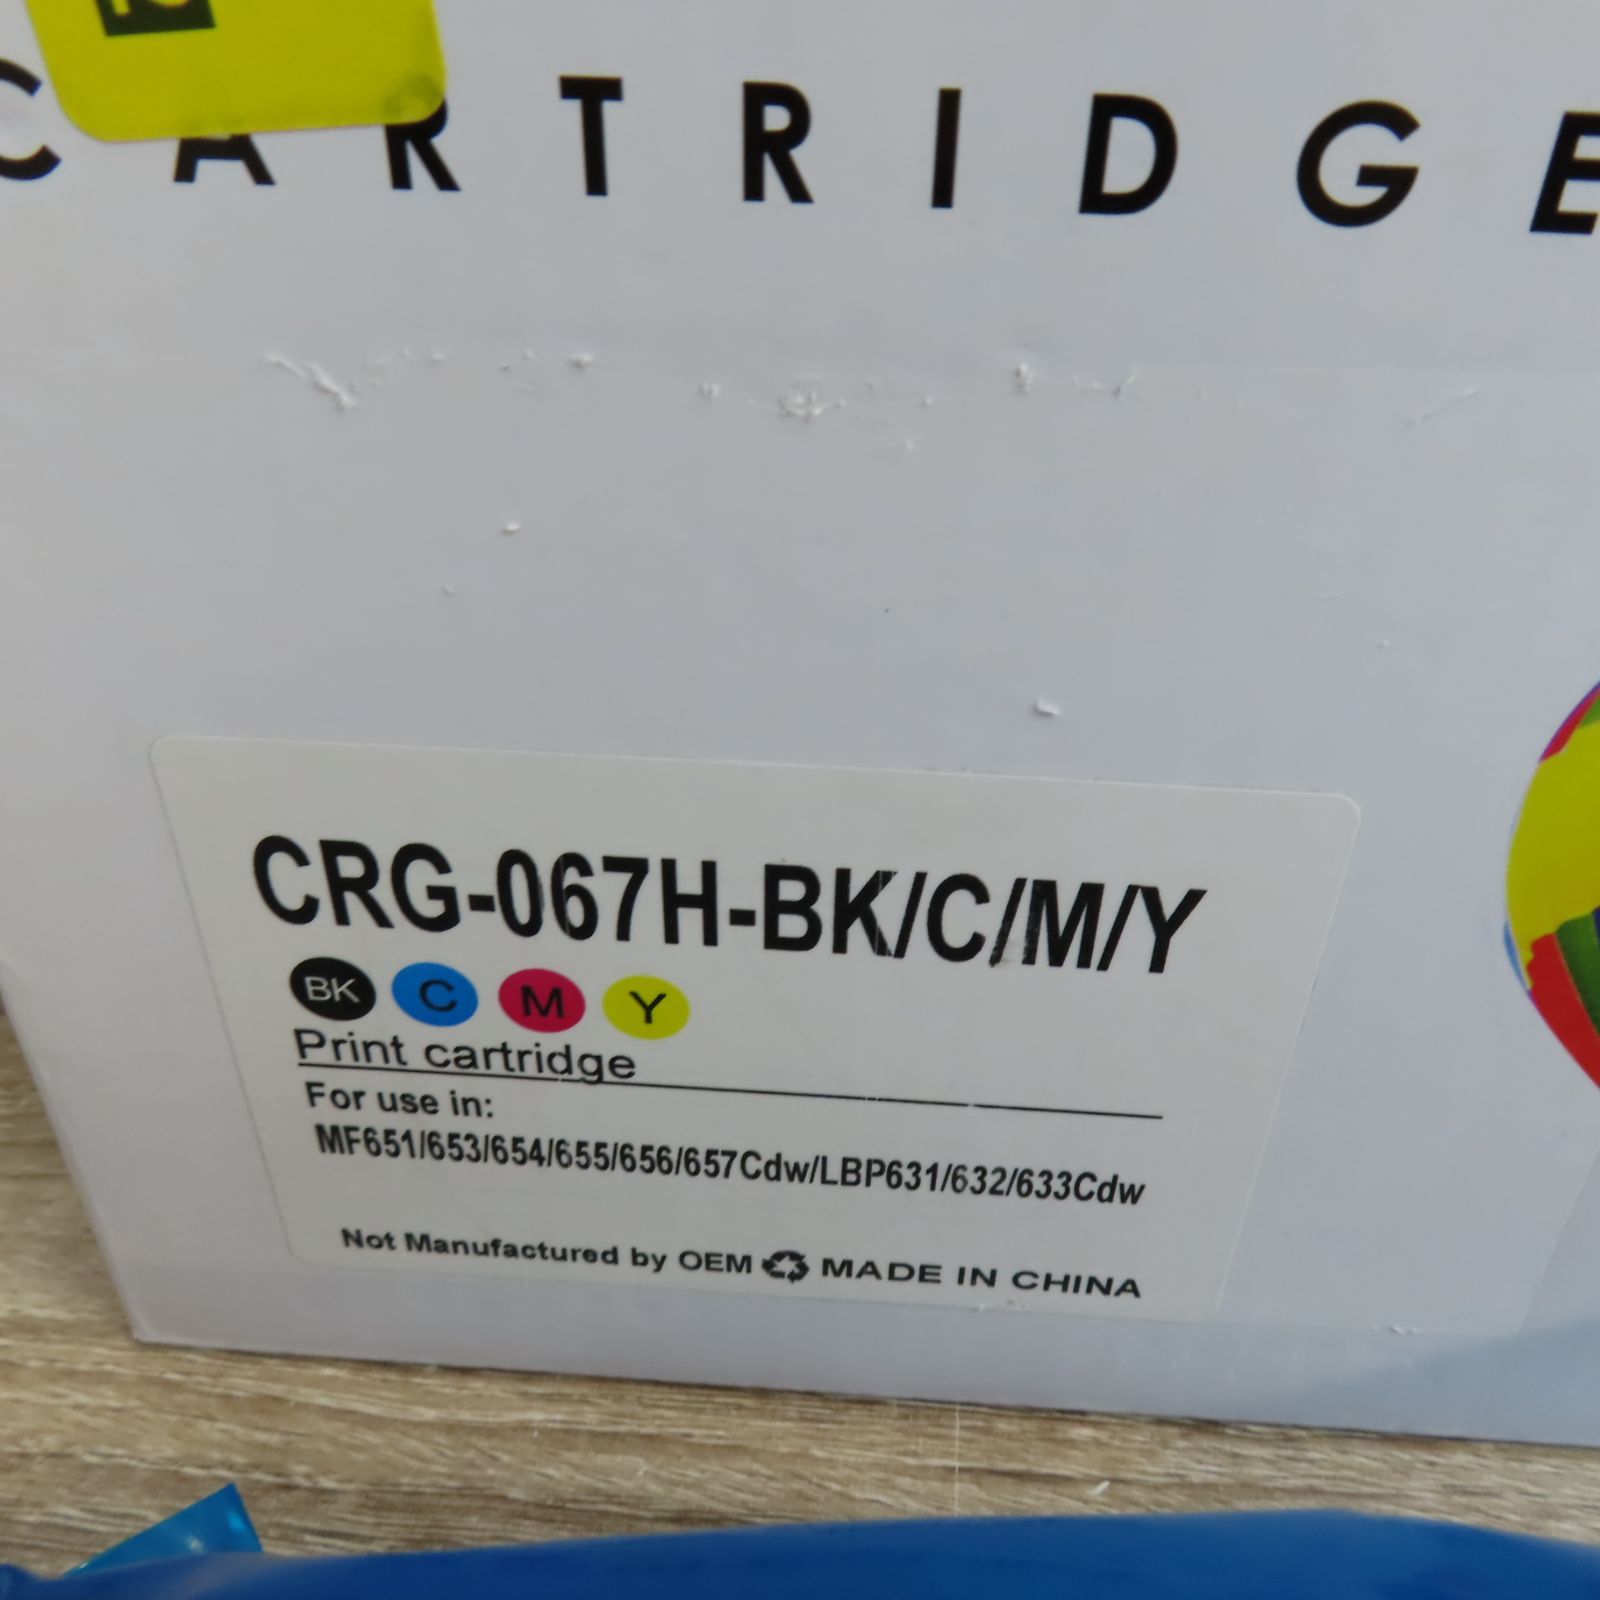 CARTRIDGE
CRG-067H-BK/C/M/Y
BK C M Y
Print cartridge
For use in:
MF651/653/654/655/656/657Cdw/LBP631/632/633Cdw
Not Manufactured by OEM MADE IN CHINA